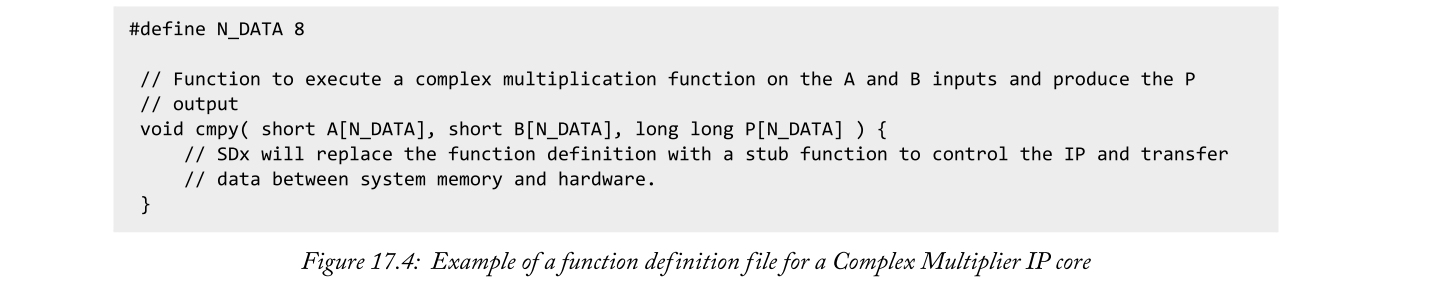 #define N_DATA 8
// Function to execute a complex multiplication function on the A and B inputs and produce the P
// output
void cmpy( short A[N_DATA], short B[N_DATA], long long P[N_DATA] ) {
// SDx will replace the function definition with a stub function to control the IP and transfer
// data between system memory and hardware.
}
Figure 17.4: Example of a function definition file for a Complex Multiplier IP core